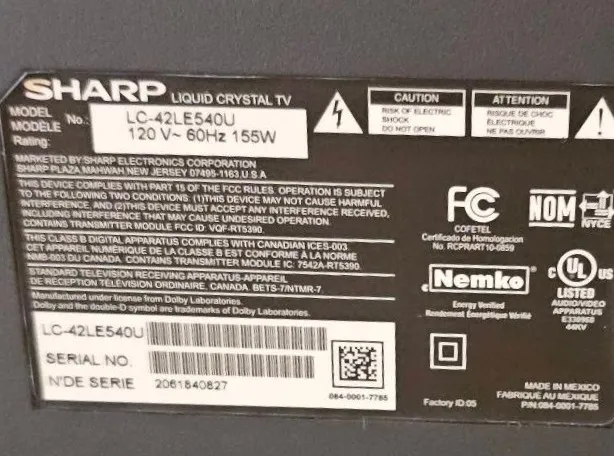 SHARP LIQUID CRYSTAL TV
MODEL
MODÈLE No.: LC-42LE540U
Rating: 120 V~ 60Hz 155W
CAUTION
RISK OF ELECTRIC
SHOCK
DO NOT OPEN
ATTENTION
RISQUE DE CHOC
ÉLECTRIQUE
NE PAS OUVRIR
MARKETED BY SHARP ELECTRONICS CORPORATION
SHARP PLAZA, MAHWAH, NEW JERSEY 07495-1163, U.S.A
THIS DEVICE COMPLIES WITH PART 15 OF THE FCC RULES. OPERATION IS SUBJECT
TO THE FOLLOWING TWO CONDITIONS: (1)THIS DEVICE MAY NOT CAUSE HARMFUL
INTERFERENCE, AND (2)THIS DEVICE MUST ACCEPT ANY INTERFERENCE RECEIVED,
INCLUDING INTERFERENCE THAT MAY CAUSE UNDESIRED OPERATION.
CONTAINS TRANSMITTER MODULE FCC ID: VQF-RT5390.
THIS CLASS B DIGITAL APPARATUS COMPLIES WITH CANADIAN ICES-003.
CET APPAREIL NUMÉRIQUE DE LA CLASSE B EST CONFORME À LA NORME
NMB-003 DU CANADA. CONTAINS TRANSMITTER MODULE IC: 7542A-RT5390.
STANDARD TELEVISION RECEIVING APPARATUS-APPAREIL
DE RÉCEPTION TÉLÉVISION ORDINAIRE, CANADA BETS-7/NTMR-7.
Manufactured under license from Dolby Laboratories.
Dolby and the double-D symbol are trademarks of Dolby Laboratories.
FC
COFETEL
Certificado de Homologacion
No. RCPRART10-0859
NOM
NYCE
c Nemko
Energy Verified
Rendement Énergétique Vérifié
c UL US
LISTED
AUDIO/VIDEO
APPARATUS
E330968
44KV
LC-42LE540U
SERIAL NO.
N'DE SERIE 2061840827
084-0001-7785
Factory ID:05
MADE IN MEXICO
FABRIQUÉ AU MEXIQUE
P/N:084-0001-7785